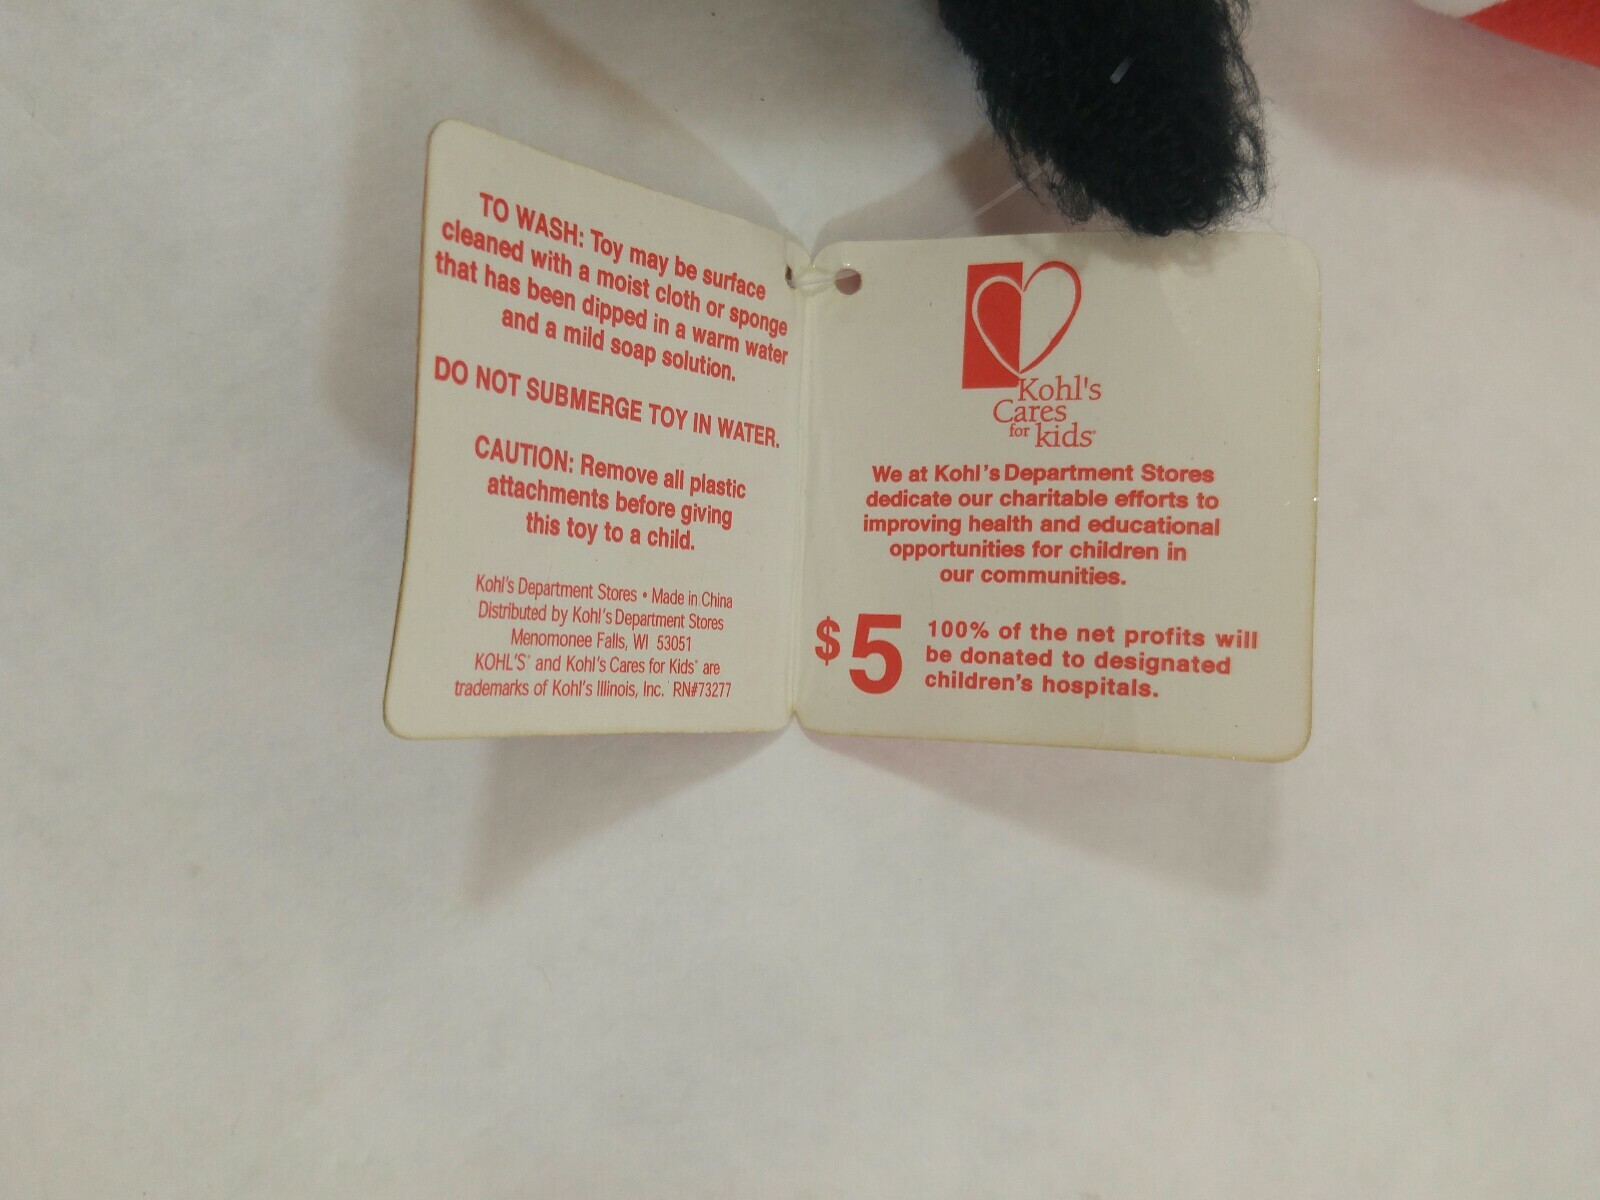 TO WASH: Toy may be surface
cleaned with a moist cloth or sponge
that has been dipped in a warm water
and a mild soap solution.
DO NOT SUBMERGE TOY IN WATER.
CAUTION: Remove all plastic
attachments before giving
this toy to a child.
Kohl's Department Stores • Made in China
Distributed by Kohl's Department Stores
Menomonee Falls, WI 53051
KOHL'S® and Kohl's Cares for Kids® are
trademarks of Kohl's Illinois, Inc. RN#73277
Kohl's
Cares
for kids®
We at Kohl's Department Stores
dedicate our charitable efforts to
improving health and educational
opportunities for children in
our communities.
$5
100% of the net profits will
be donated to designated
children's hospitals.